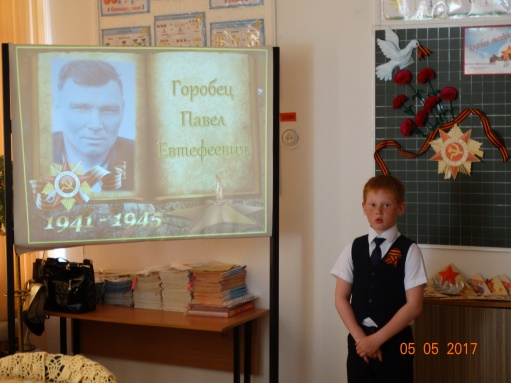 Горобец
Павел
Евтефеевич
1941 - 1945
05 05 2017